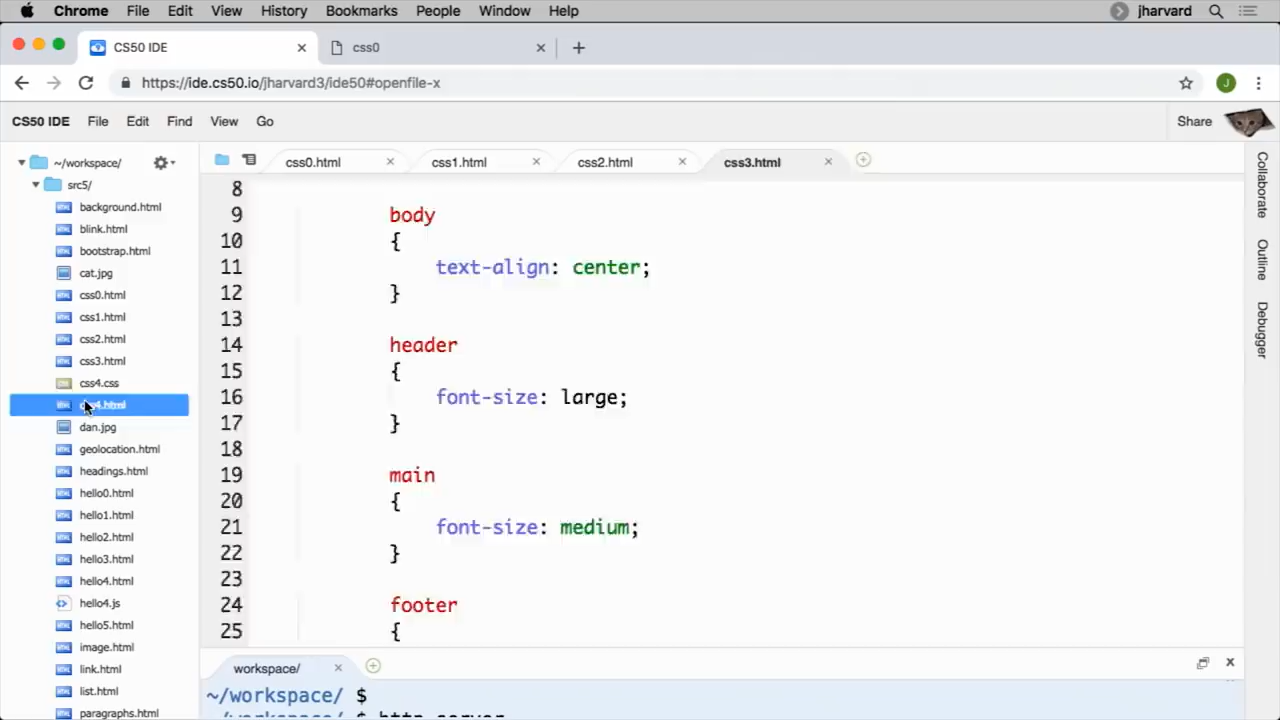 Chrome File Edit View History Bookmarks People Window Help jharvard
CS50 IDE
css0
https://ide.cs50.io/jharvard3/ide50#openfile-x
J
CS50 IDE File Edit Find View Go Share
~/workspace/
src5/
background.html
blink.html
bootstrap.html
cat.jpg
css0.html
css1.html
css2.html
css3.html
css4.css
css4.html
dan.jpg
geolocation.html
headings.html
hello0.html
hello1.html
hello2.html
hello3.html
hello4.html
hello4.js
hello5.html
image.html
link.html
list.html
paragraphs.html
css0.html css1.html css2.html css3.html
8
9 body
10 {
11 text-align: center;
12 }
13
14 header
15 {
16 font-size: large;
17 }
18
19 main
20 {
21 font-size: medium;
22 }
23
24 footer
25 {
workspace/
~/workspace/ $
~/workspace/ $ http-server
Collaborate
Outline
Debugger